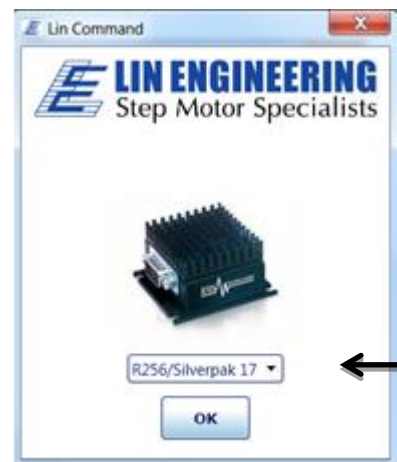 Lin Command
LIN ENGINEERING
Step Motor Specialists
R256/Silverpak 17
OK